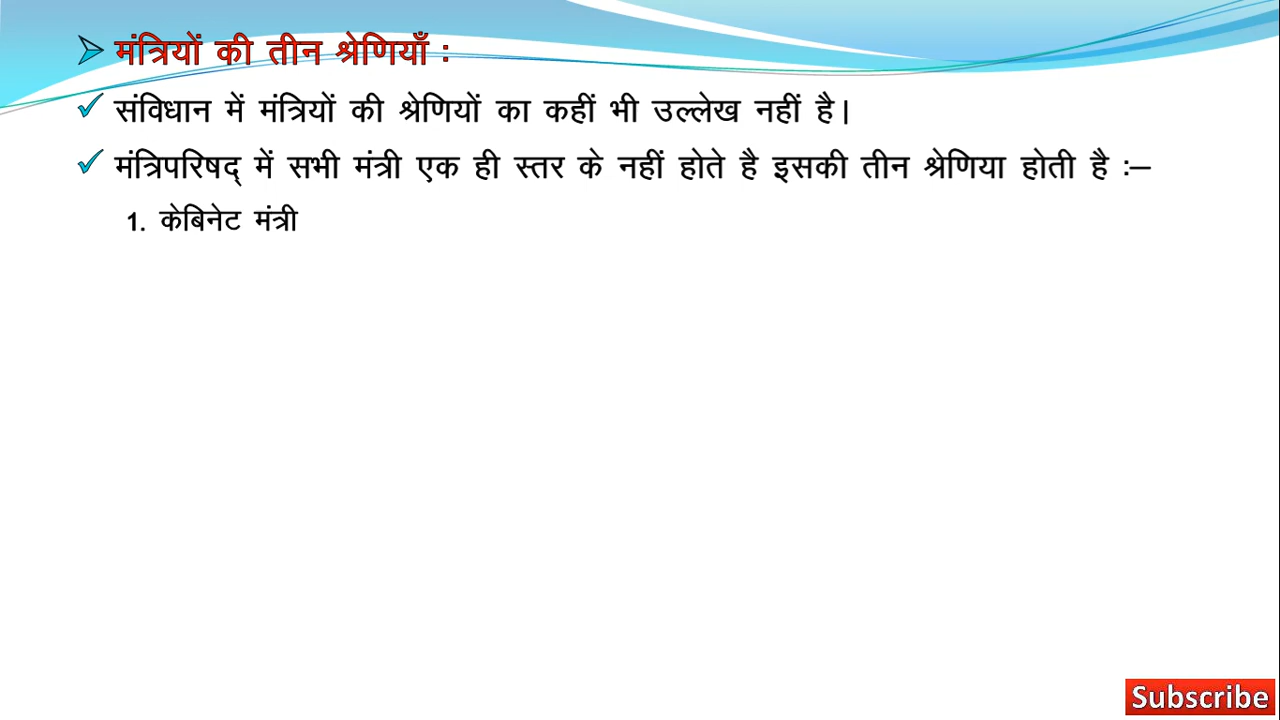 मंत्रियों की तीन श्रेणियाँ :
संविधान में मंत्रियों की श्रेणियों का कहीं भी उल्लेख नहीं है।
मंत्रिपरिषद् में सभी मंत्री एक ही स्तर के नहीं होते है इसकी तीन श्रेणिया होती है :–
1. केबिनेट मंत्री
Subscribe